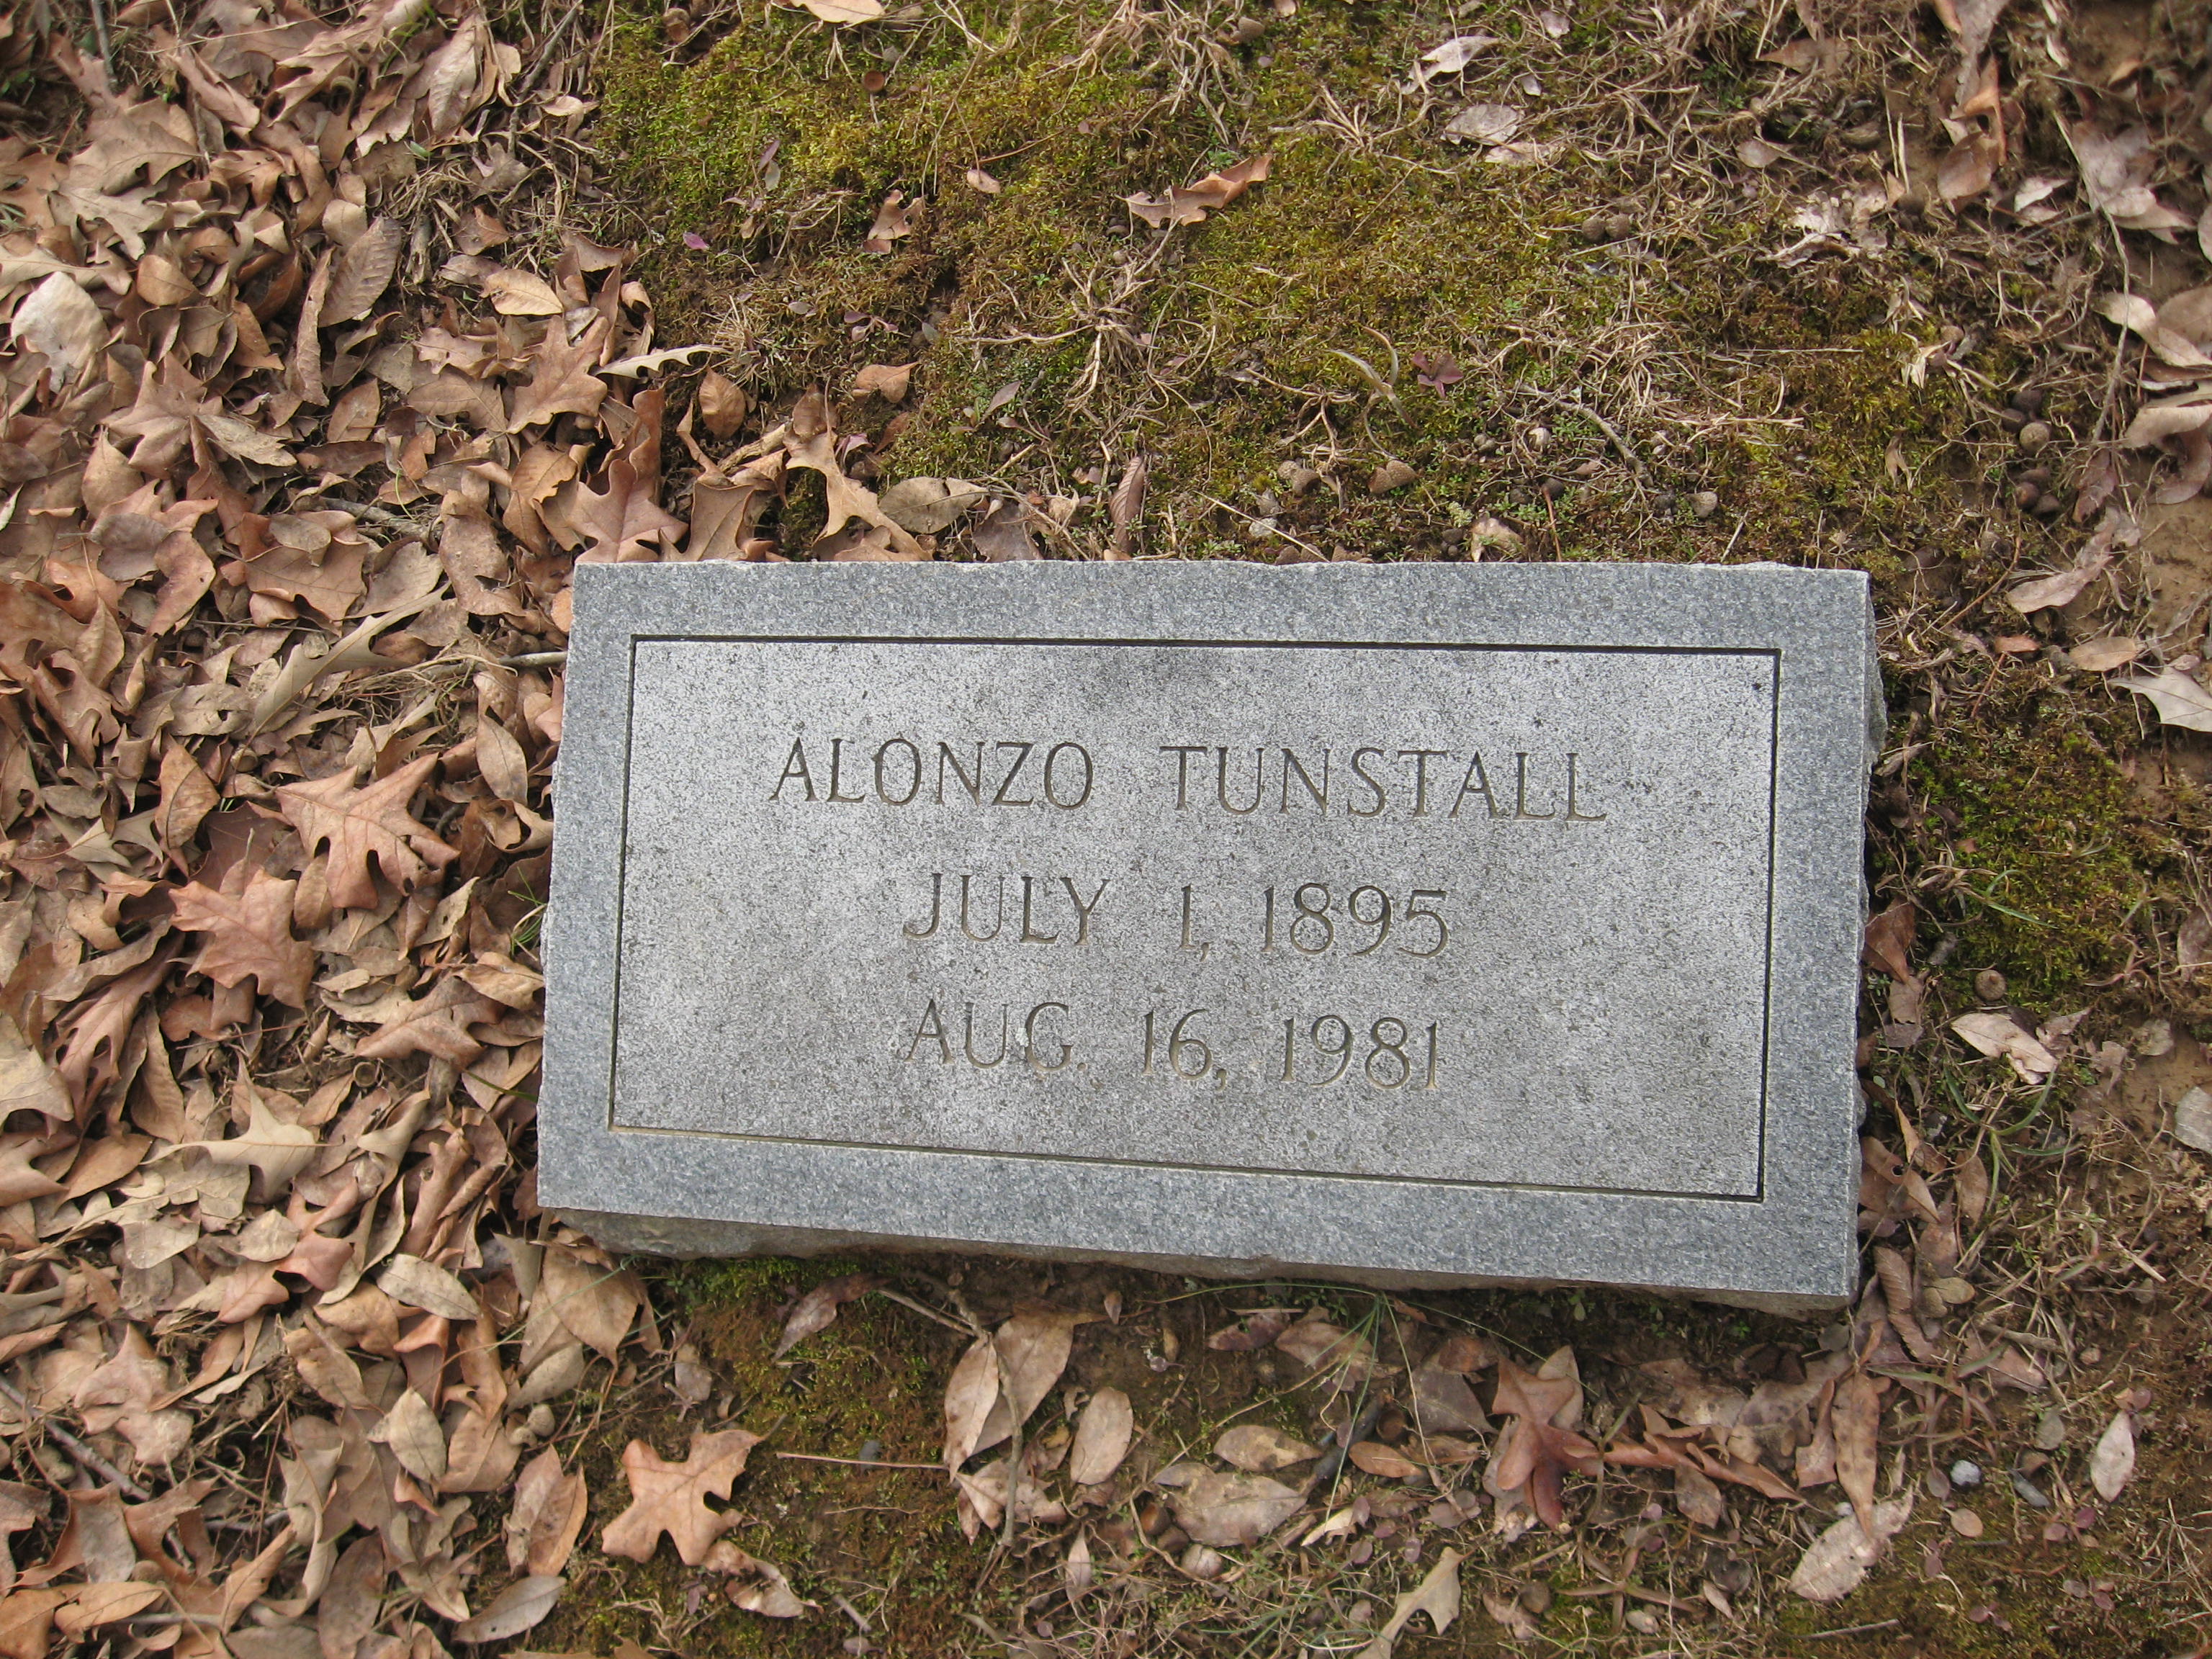 ALONZO TUNSTALL
JULY 1, 1895
AUG. 16, 1981